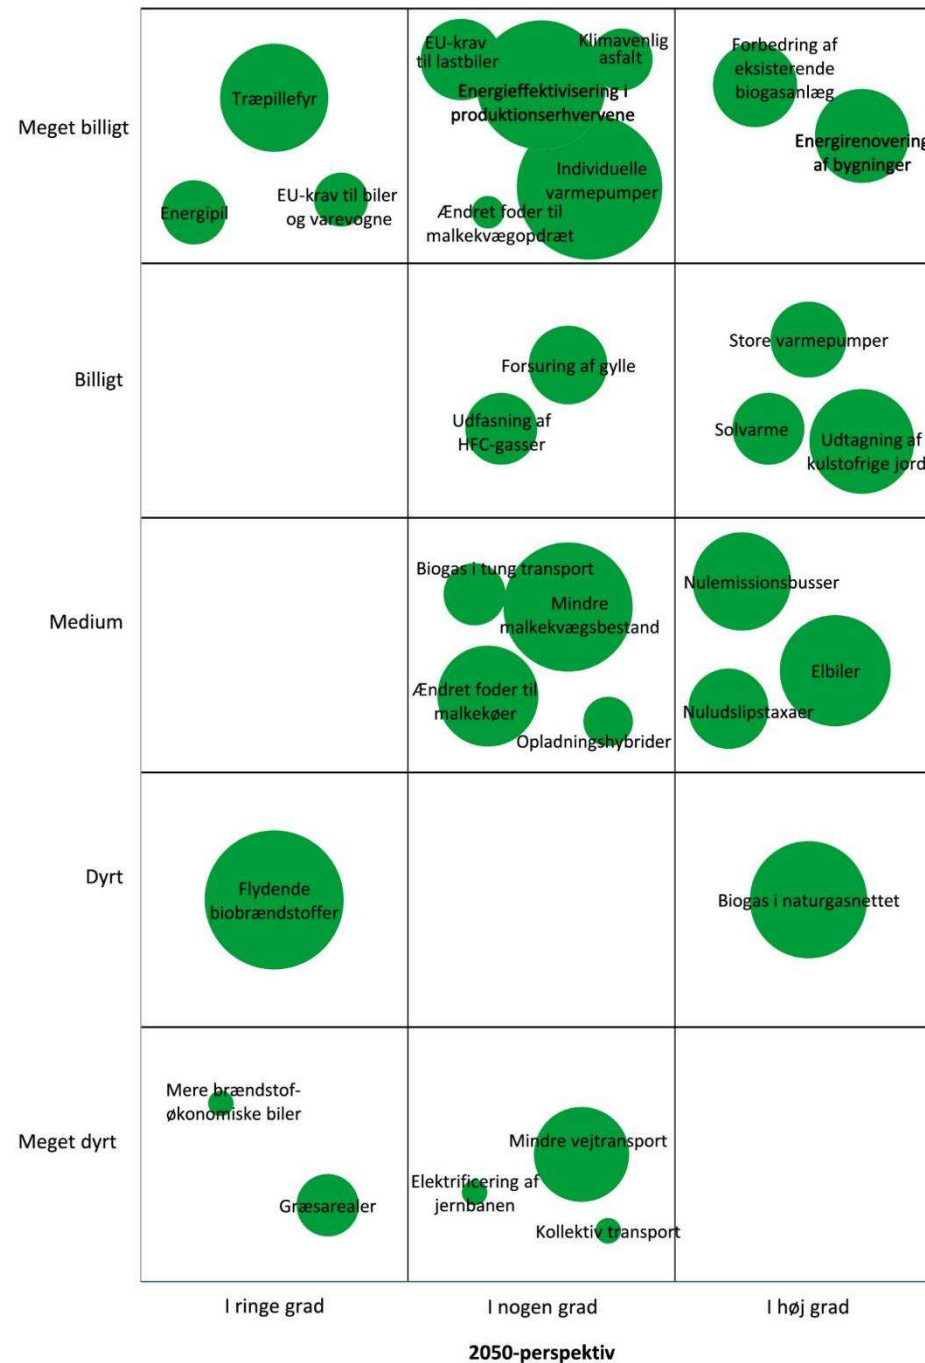 EU-krav
til lastbiler
Klimavenlig
asfalt
Forbedring af
eksisterende
biogasanlæg
Træpillefyr
Energieffektivisering i
produktionserhvervene
Meget billigt
Energirenovering
af bygninger
EU-krav til biler
og varevogne
Energipil
Individuelle
varmepumper
Ændret foder til
malkekvægopdræt
Billigt
Forsuring af gylle
Store varmepumper
Udfasning af
HFC-gasser
Solvarme
Udtagning af
kulstofrige jord
Medium
Biogas i tung transport
Mindre
malkekvægsbestand
Nulemissionsbusser
Elbiler
Ændret foder til
malkekøer
Nuludslipstaxaer
Opladningshybrider
Dyrt
Flydende
biobrændstoffer
Biogas i naturgasnettet
Mere brændstof-
økonomiske biler
Meget dyrt
Mindre vejtransport
Elektrificering af
jernbanen
Græsarealer
Kollektiv transport
I ringe grad
I nogen grad
I høj grad
2050-perspektiv